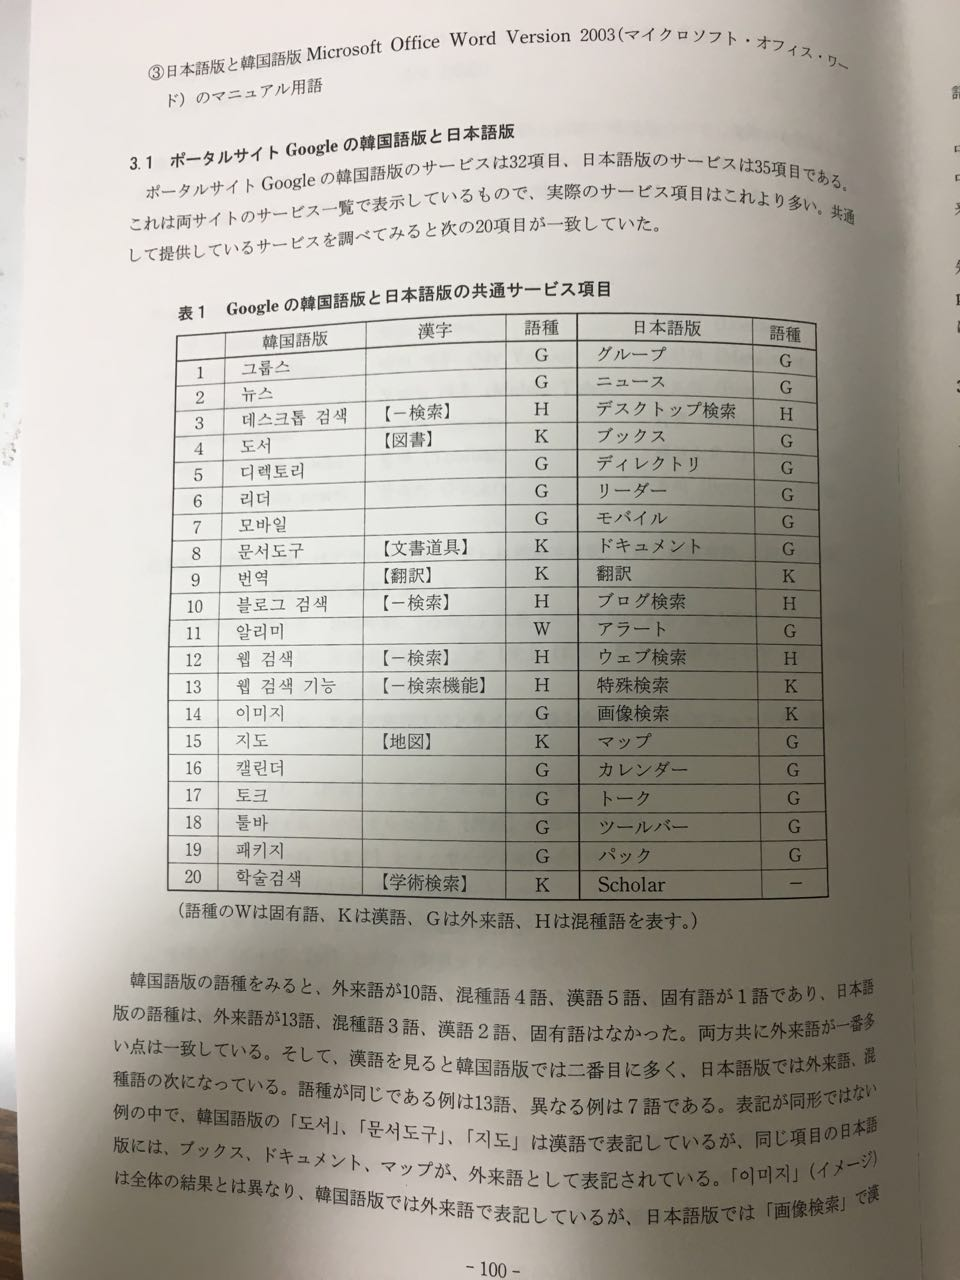 ③日本語版と韓国語版 Microsoft Office Word Version 2003(マイクロソフト・オフィス・ワー
ド）のマニュアル用語
3.1 ポータルサイト Google の韓国語版と日本語版
ポータルサイト Google の韓国語版のサービスは32項目、日本語版のサービスは35項目である。
これは両サイトのサービス一覧で表示しているもので、実際のサービス項目はこれより多い。共通
して提供しているサービスを調べてみると次の20項目が一致していた。
表1 Google の韓国語版と日本語版の共通サービス項目
韓国語版 漢字 語種 日本語版 語種
1 그룹스 G グループ G
2 뉴스 G ニュース G
3 데스크톱 검색 【－検索】 H デスクトップ検索 H
4 도서 【図書】 K ブックス G
5 디렉토리 G ディレクトリ G
6 리더 G リーダー G
7 모바일 G モバイル G
8 문서도구 【文書道具】 K ドキュメント G
9 번역 【翻訳】 K 翻訳 K
10 블로그 검색 【－検索】 H ブログ検索 H
11 알리미 W アラート G
12 웹 검색 【－検索】 H ウェブ検索 H
13 웹 검색 기능 【－検索機能】 H 特殊検索 K
14 이미지 G 画像検索 K
15 지도 【地図】 K マップ G
16 캘린더 G カレンダー G
17 토크 G トーク G
18 툴바 G ツールバー G
19 패키지 G パック G
20 학술검색 【学術検索】 K Scholar －
（語種のWは固有語、Kは漢語、Gは外来語、Hは混種語を表す。）
韓国語版の語種をみると、外来語が10語、混種語４語、漢語５語、固有語が１語であり、日本語
版の語種は、外来語が13語、混種語３語、漢語２語、固有語はなかった。両方共に外来語が一番多
い点は一致している。そして、漢語を見ると韓国語版では二番目に多く、日本語版では外来語、混
種語の次になっている。語種が同じである例は13語、異なる例は７語である。表記が同形ではない
例の中で、韓国語版の「도서」、「문서도구」、「지도」は漢語で表記しているが、同じ項目の日本語
版には、ブックス、ドキュメント、マップが、外来語として表記されている。「이미지」（イメージ）
は全体の結果とは異なり、韓国語版では外来語で表記しているが、日本語版では「画像検索」で漢
- 100 -